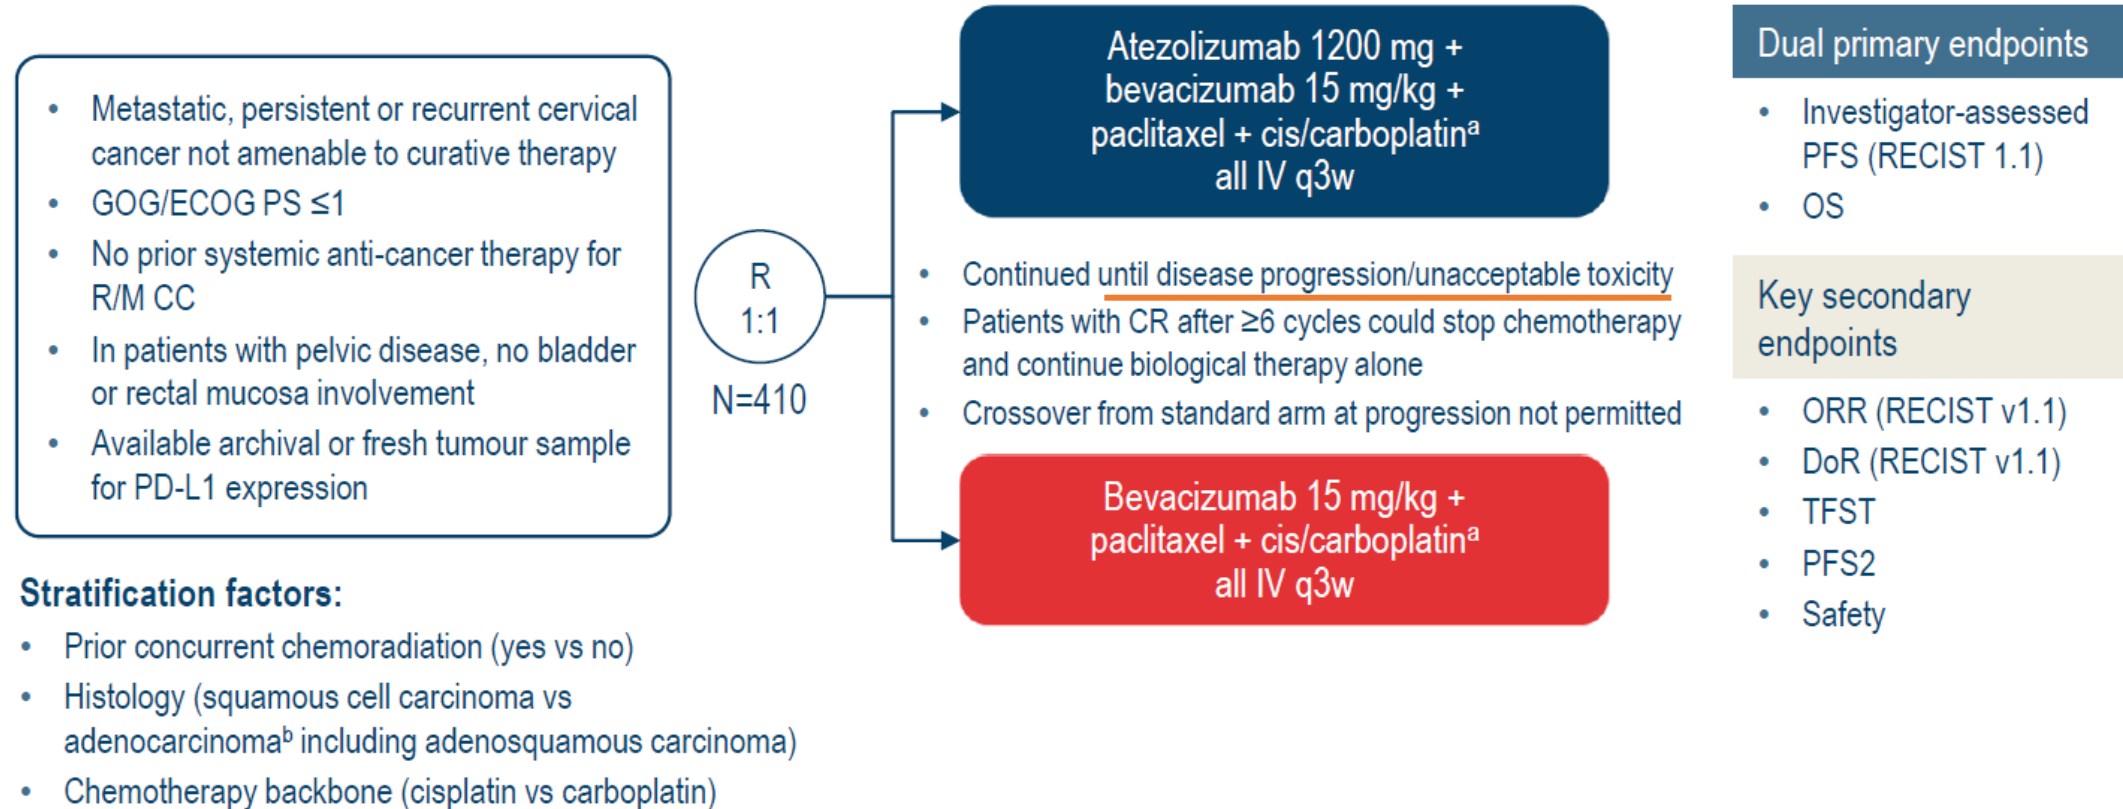 • Metastatic, persistent or recurrent cervical
cancer not amenable to curative therapy
• GOG/ECOG PS ≤1
• No prior systemic anti-cancer therapy for
R/M CC
• In patients with pelvic disease, no bladder
or rectal mucosa involvement
• Available archival or fresh tumour sample
for PD-L1 expression
Stratification factors:
• Prior concurrent chemoradiation (yes vs no)
• Histology (squamous cell carcinoma vs
adenocarcinomaᵇ including adenosquamous carcinoma)
• Chemotherapy backbone (cisplatin vs carboplatin)
R
1:1
N=410
Atezolizumab 1200 mg +
bevacizumab 15 mg/kg +
paclitaxel + cis/carboplatinᵃ
all IV q3w
• Continued until disease progression/unacceptable toxicity
• Patients with CR after ≥6 cycles could stop chemotherapy
and continue biological therapy alone
• Crossover from standard arm at progression not permitted
Bevacizumab 15 mg/kg +
paclitaxel + cis/carboplatinᵃ
all IV q3w
Dual primary endpoints
• Investigator-assessed
PFS (RECIST 1.1)
• OS
Key secondary
endpoints
• ORR (RECIST v1.1)
• DoR (RECIST v1.1)
• TFST
• PFS2
• Safety